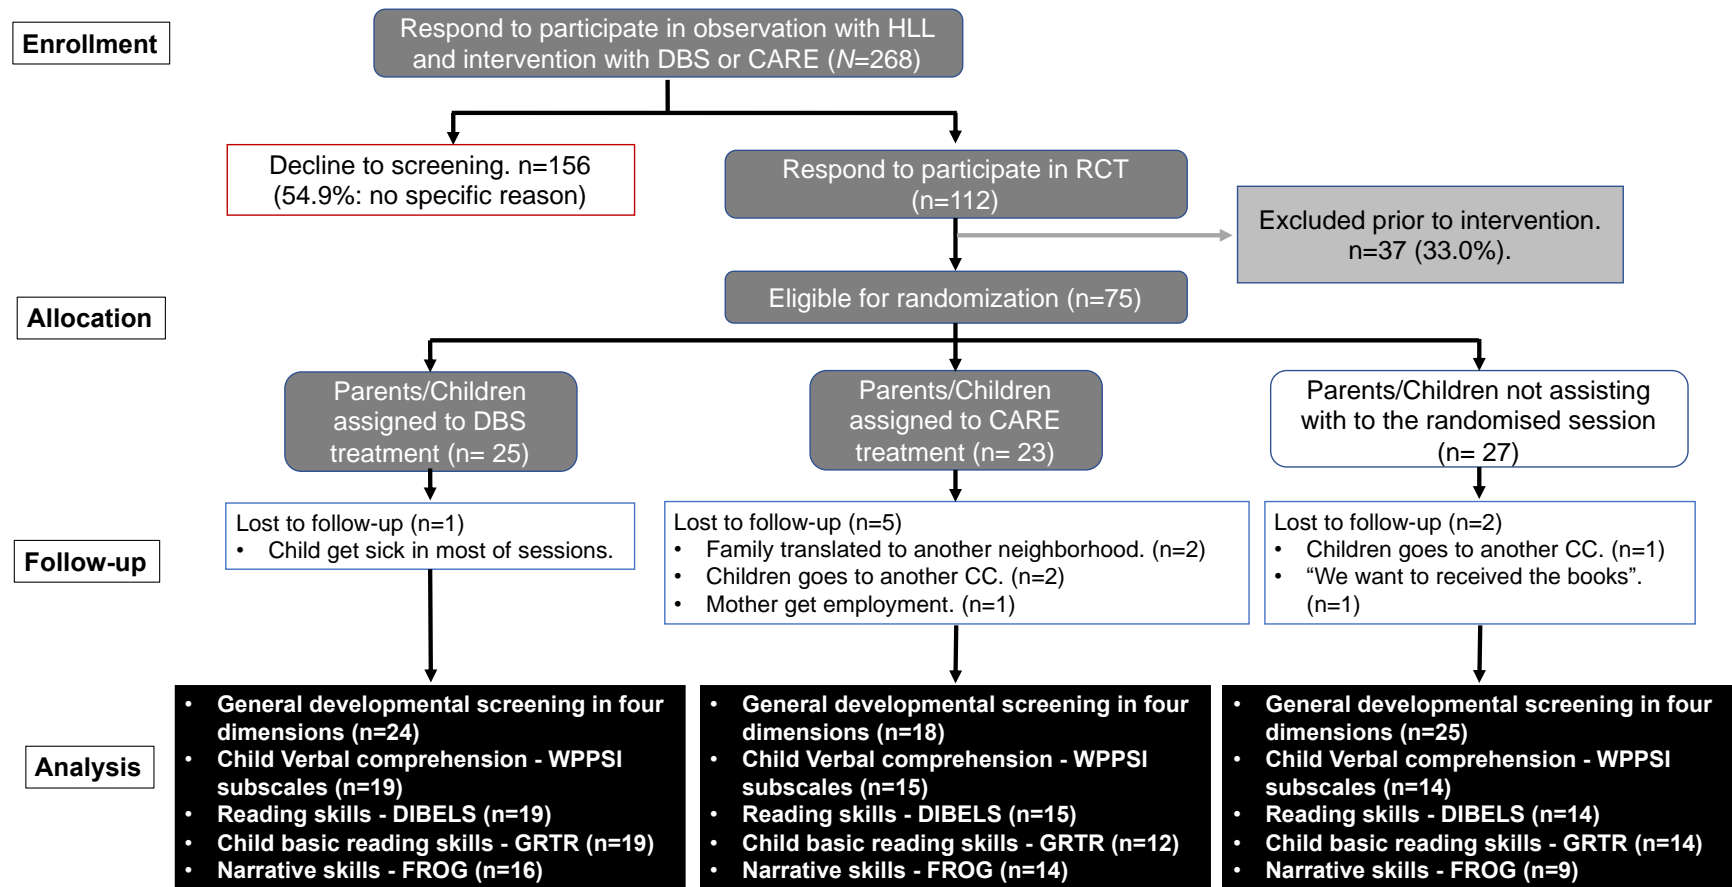 Enrollment
Respond to participate in observation with HLL
and intervention with DBS or CARE (N=268)
Decline to screening. n=156
(54.9%: no specific reason)
Respond to participate in RCT
(n=112)
Excluded prior to intervention.
n=37 (33.0%).
Allocation
Eligible for randomization (n=75)
Parents/Children
assigned to DBS
treatment (n= 25)
Parents/Children
assigned to CARE
treatment (n= 23)
Parents/Children not assisting
with to the randomised session
(n= 27)
Follow-up
Lost to follow-up (n=1)
• Child get sick in most of sessions.
Lost to follow-up (n=5)
• Family translated to another neighborhood. (n=2)
• Children goes to another CC. (n=2)
• Mother get employment. (n=1)
Lost to follow-up (n=2)
• Children goes to another CC. (n=1)
• “We want to received the books”.
(n=1)
Analysis
• General developmental screening in four
dimensions (n=24)
• Child Verbal comprehension - WPPSI
subscales (n=19)
• Reading skills - DIBELS (n=19)
• Child basic reading skills - GRTR (n=19)
• Narrative skills - FROG (n=16)
• General developmental screening in four
dimensions (n=18)
• Child Verbal comprehension - WPPSI
subscales (n=15)
• Reading skills - DIBELS (n=15)
• Child basic reading skills - GRTR (n=12)
• Narrative skills - FROG (n=14)
• General developmental screening in four
dimensions (n=25)
• Child Verbal comprehension - WPPSI
subscales (n=14)
• Reading skills - DIBELS (n=14)
• Child basic reading skills - GRTR (n=14)
• Narrative skills - FROG (n=9)